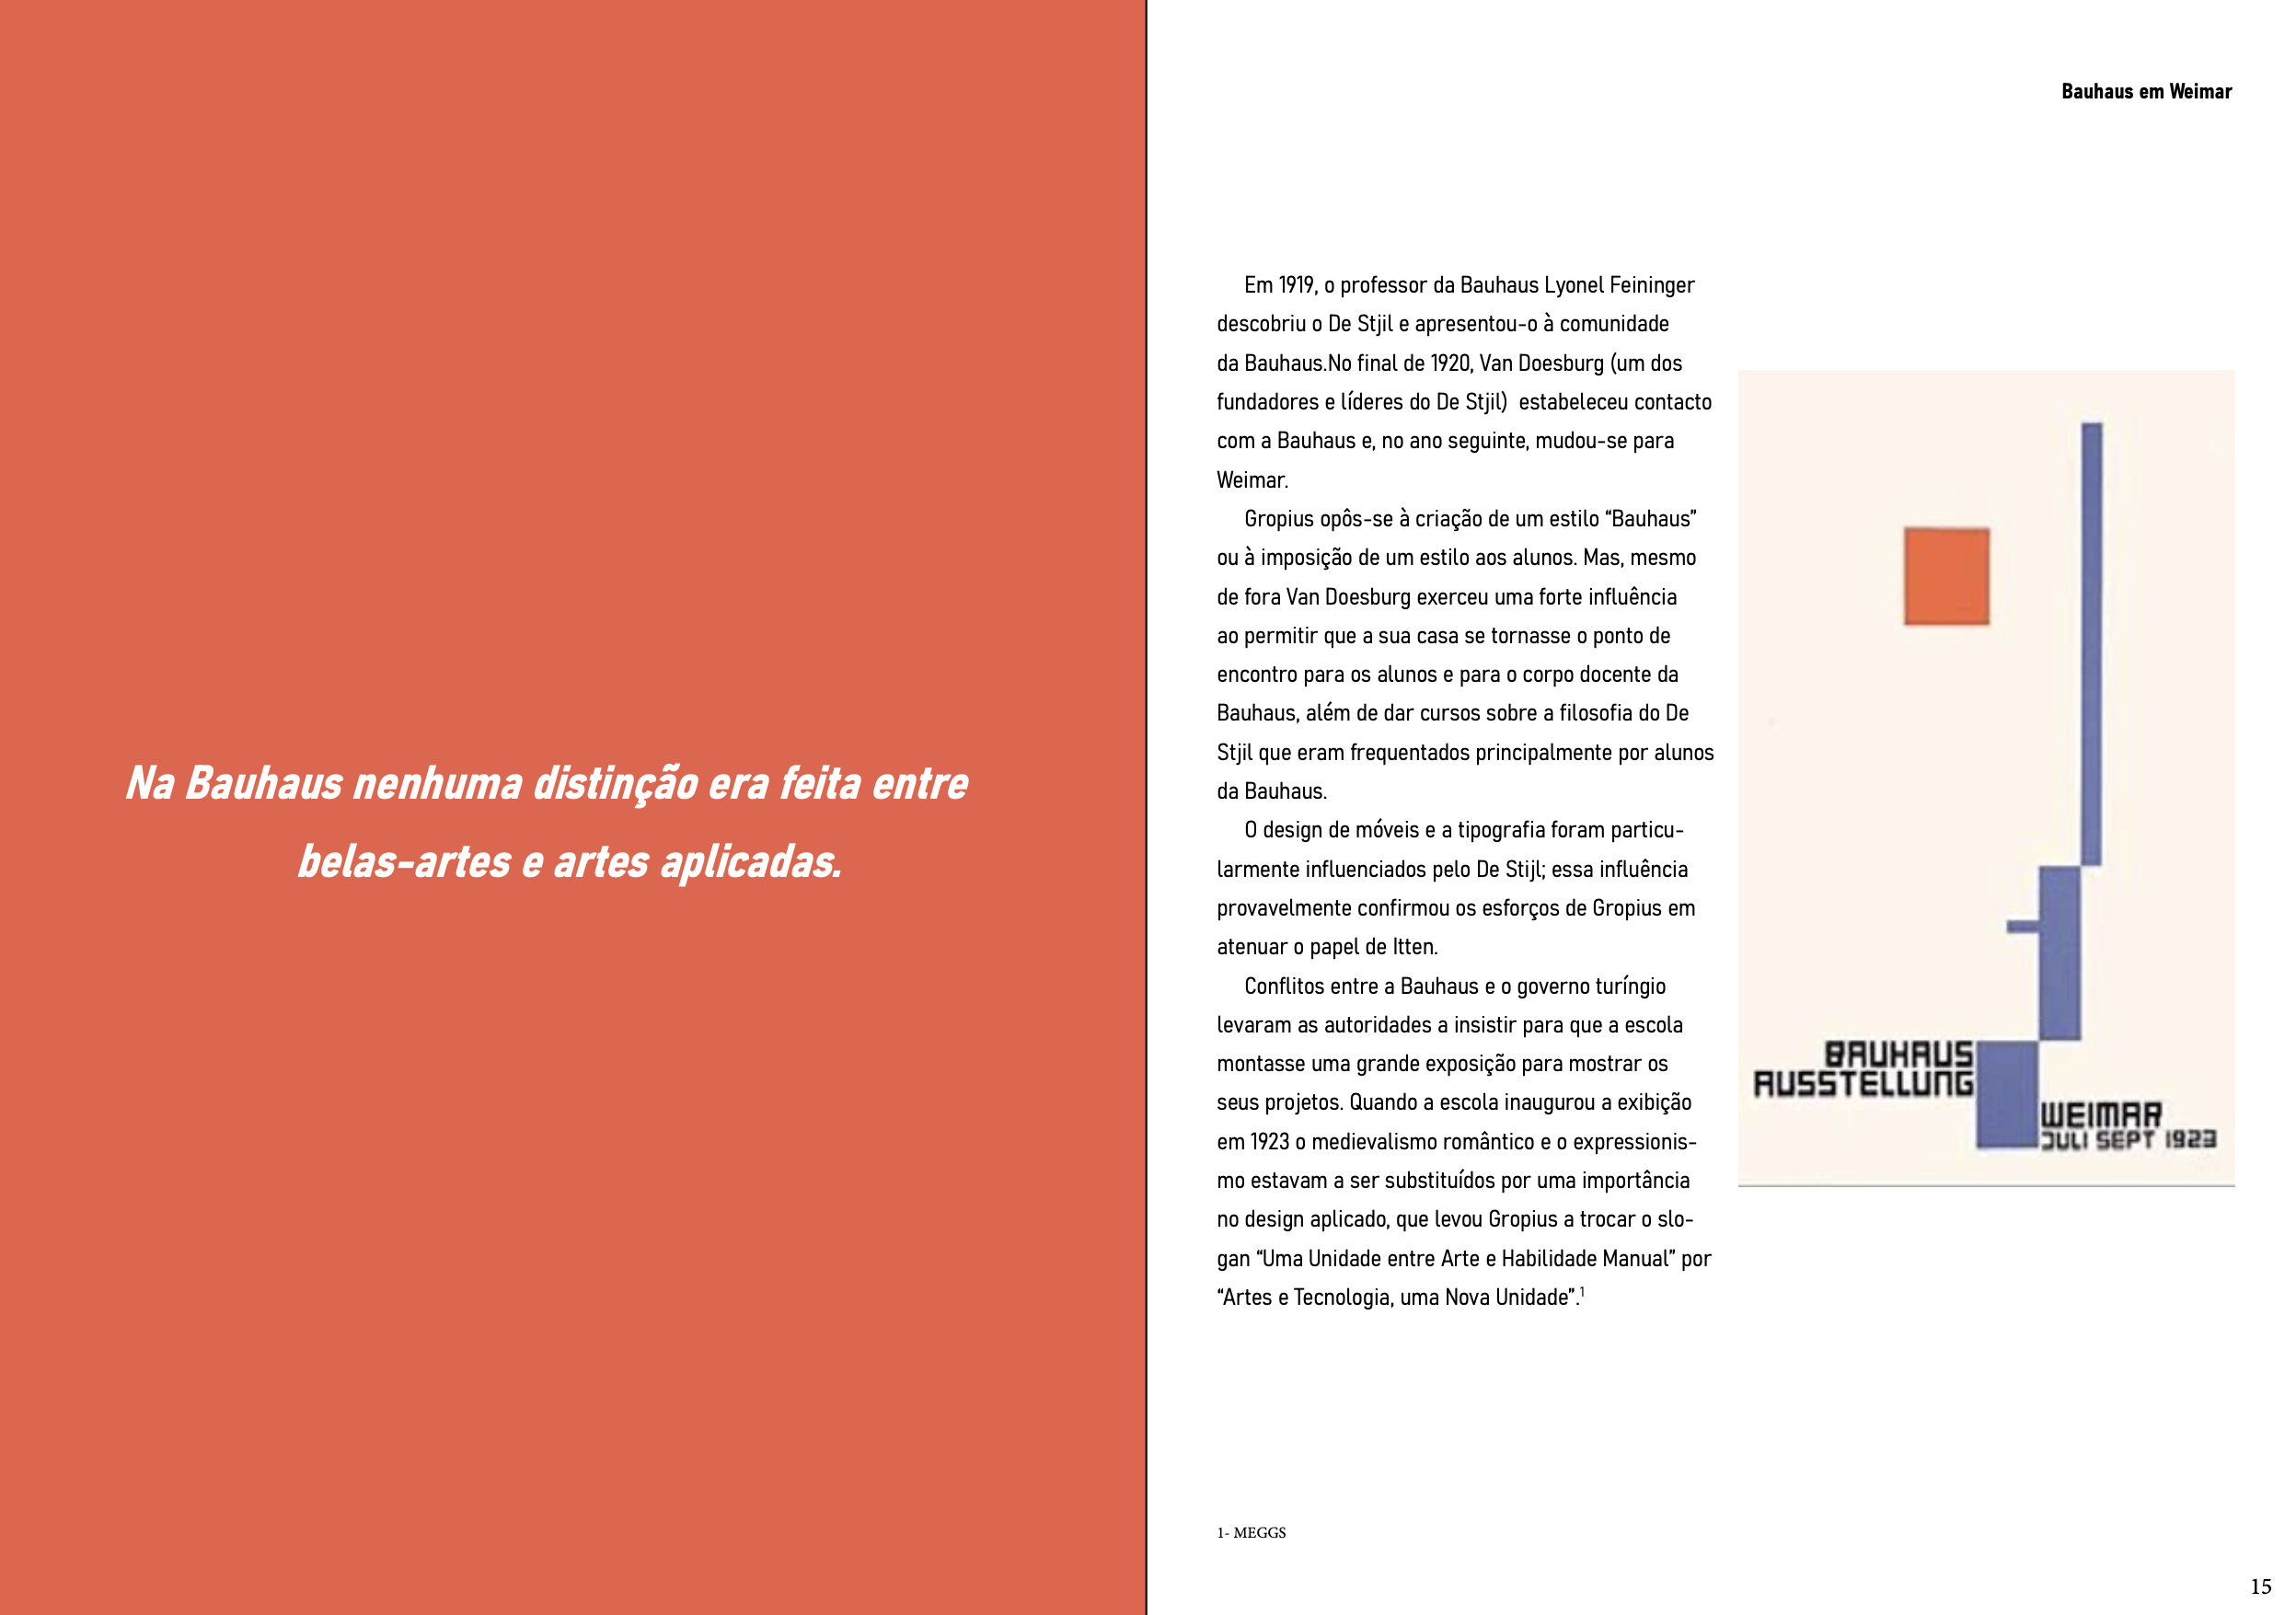 Na Bauhaus nenhuma distinção era feita entre
belas-artes e artes aplicadas.
Bauhaus em Weimar
Em 1919, o professor da Bauhaus Lyonel Feininger
descobriu o De Stjil e apresentou-o à comunidade
da Bauhaus.No final de 1920, Van Doesburg (um dos
fundadores e líderes do De Stjil)  estabeleceu contacto
com a Bauhaus e, no ano seguinte, mudou-se para
Weimar.
Gropius opôs-se à criação de um estilo “Bauhaus”
ou à imposição de um estilo aos alunos. Mas, mesmo
de fora Van Doesburg exerceu uma forte influência
ao permitir que a sua casa se tornasse o ponto de
encontro para os alunos e para o corpo docente da
Bauhaus, além de dar cursos sobre a filosofia do De
Stjil que eram frequentados principalmente por alunos
da Bauhaus.
O design de móveis e a tipografia foram particu-
larmente influenciados pelo De Stijl; essa influência
provavelmente confirmou os esforços de Gropius em
atenuar o papel de Itten.
Conflitos entre a Bauhaus e o governo turíngio
levaram as autoridades a insistir para que a escola
montasse uma grande exposição para mostrar os
seus projetos. Quando a escola inaugurou a exibição
em 1923 o medievalismo romântico e o expressionis-
mo estavam a ser substituídos por uma importância
no design aplicado, que levou Gropius a trocar o slo-
gan “Uma Unidade entre Arte e Habilidade Manual” por
“Artes e Tecnologia, uma Nova Unidade”.¹
BAUHAUS
AUSSTELLUNG
WEIMAR
JULI SEPT 1923
1- MEGGS
15